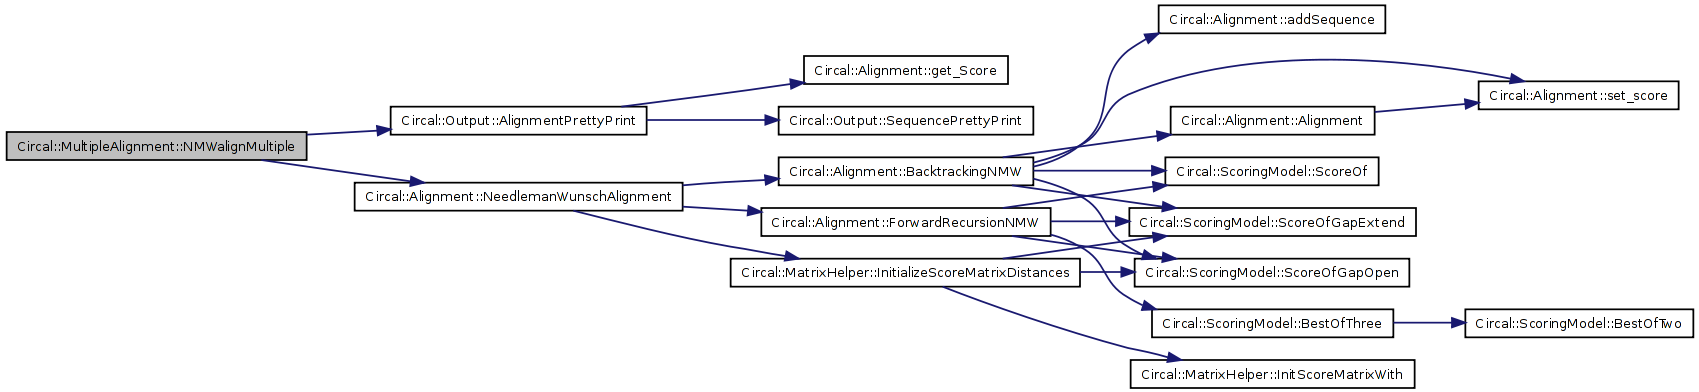 Circal::MultipleAlignment::NMWalignMultiple
Circal::Output::AlignmentPrettyPrint
Circal::Alignment::NeedlemanWunschAlignment
Circal::Alignment::get_Score
Circal::Output::SequencePrettyPrint
Circal::Alignment::BacktrackingNMW
Circal::Alignment::ForwardRecursionNMW
Circal::MatrixHelper::InitializeScoreMatrixDistances
Circal::Alignment::addSequence
Circal::Alignment::set_score
Circal::Alignment::Alignment
Circal::ScoringModel::ScoreOf
Circal::ScoringModel::ScoreOfGapExtend
Circal::ScoringModel::ScoreOfGapOpen
Circal::ScoringModel::BestOfThree
Circal::ScoringModel::BestOfTwo
Circal::MatrixHelper::InitScoreMatrixWith